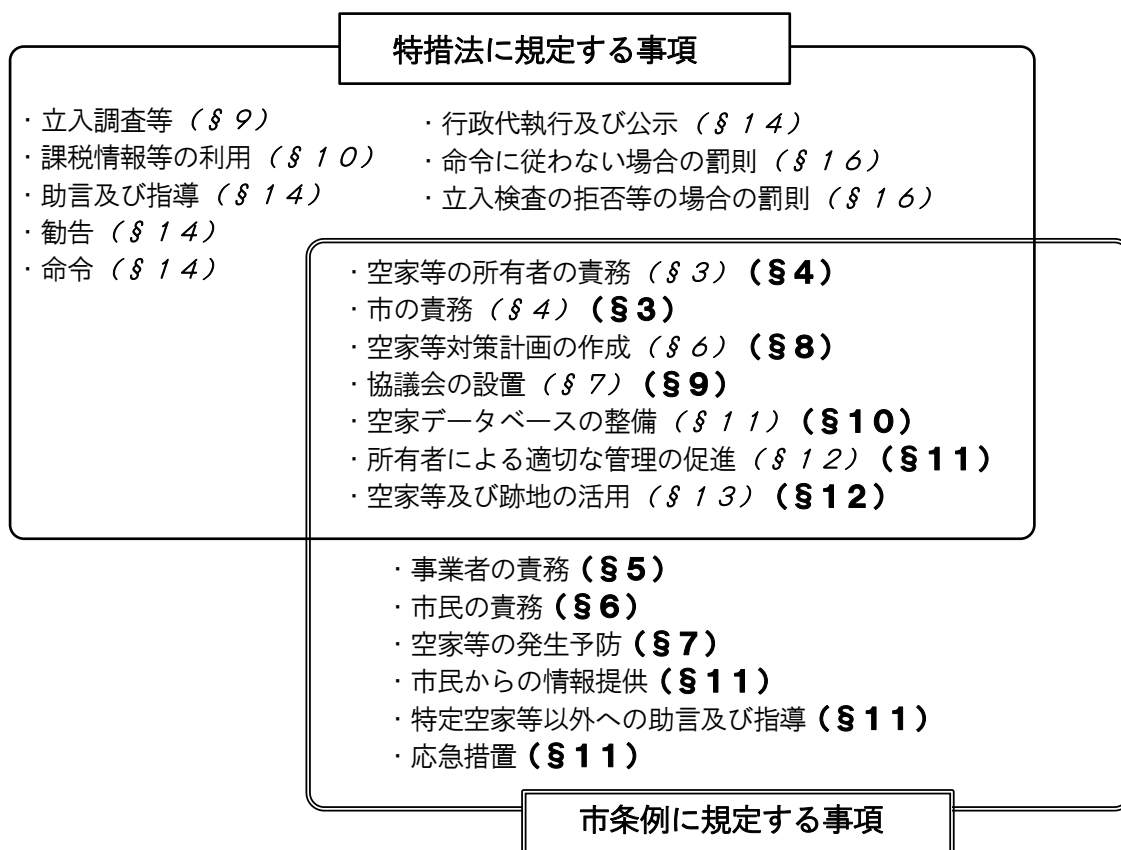 特措法に規定する事項
・立入調査等（§９）
・課税情報等の利用（§１０）
・助言及び指導（§１４）
・勧告（§１４）
・命令（§１４）
・行政代執行及び公示（§１４）
・命令に従わない場合の罰則（§１６）
・立入検査の拒否等の場合の罰則（§１６）
・空家等の所有者の責務（§３）（§４）
・市の責務（§４）（§３）
・空家等対策計画の作成（§６）（§８）
・協議会の設置（§７）（§９）
・空家データベースの整備（§１１）（§１０）
・所有者による適切な管理の促進（§１２）（§１１）
・空家等及び跡地の活用（§１３）（§１２）
・事業者の責務（§５）
・市民の責務（§６）
・空家等の発生予防（§７）
・市民からの情報提供（§１１）
・特定空家等以外への助言及び指導（§１１）
・応急措置（§１１）
市条例に規定する事項